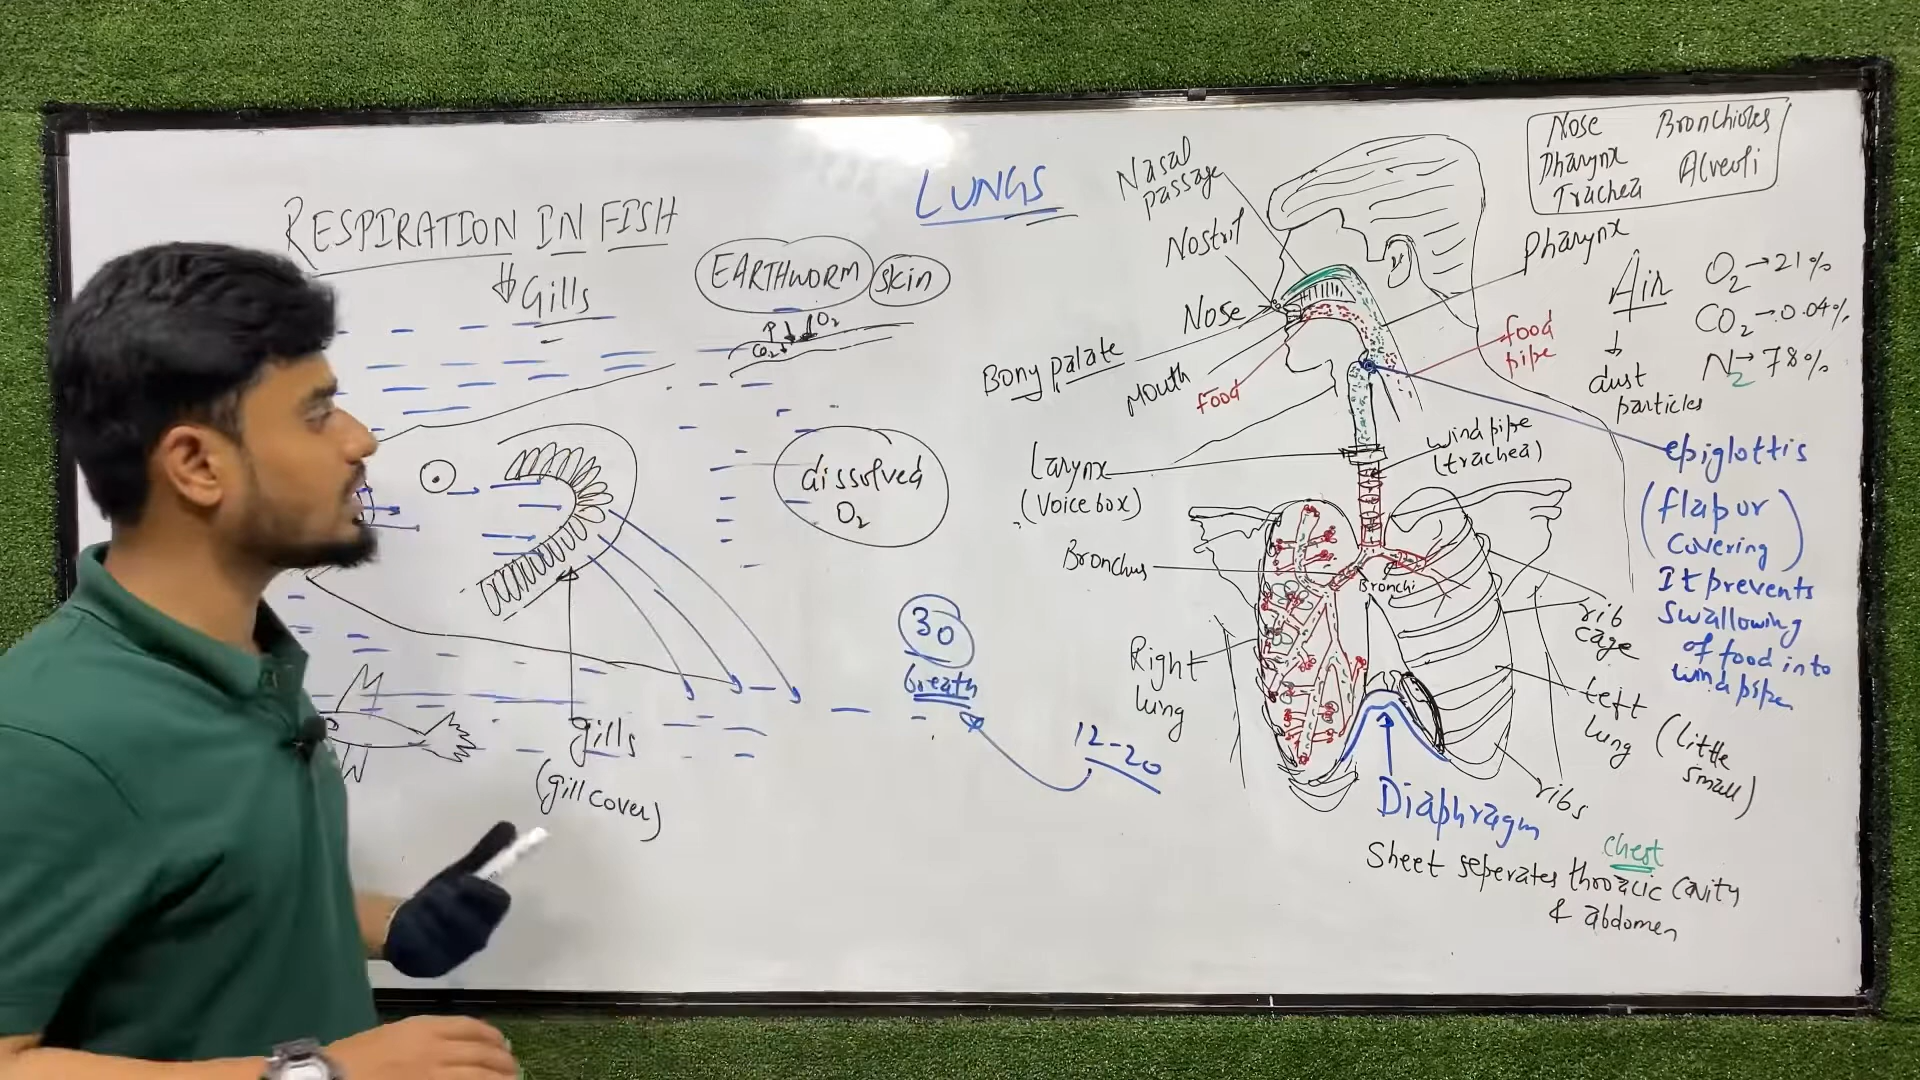 RESPIRATION IN FISH
Gills
EARTHWORM
skin
O2
CO2
dissolved
O2
gills
(gill cover)
30
breath
12-20
LUNGS
Nasal
passage
Nostril
Nose
Bony palate
Mouth
food
Larynx
(Voice box)
Bronchus
Right
lung
Nose
Pharynx
Trachea
Bronchioles
Alveoli
Pharynx
food
pipe
wind pipe
(trachea)
Bronchi
Air
dust
particles
O2→21%
CO2→0.04%
N2→78%
epiglottis
(flap or
covering)
It prevents
swallowing
of food into
wind pipe
rib
cage
Left
lung
(little
small)
ribs
Diaphragm
chest
Sheet seperates throzacic cavity
& abdomen